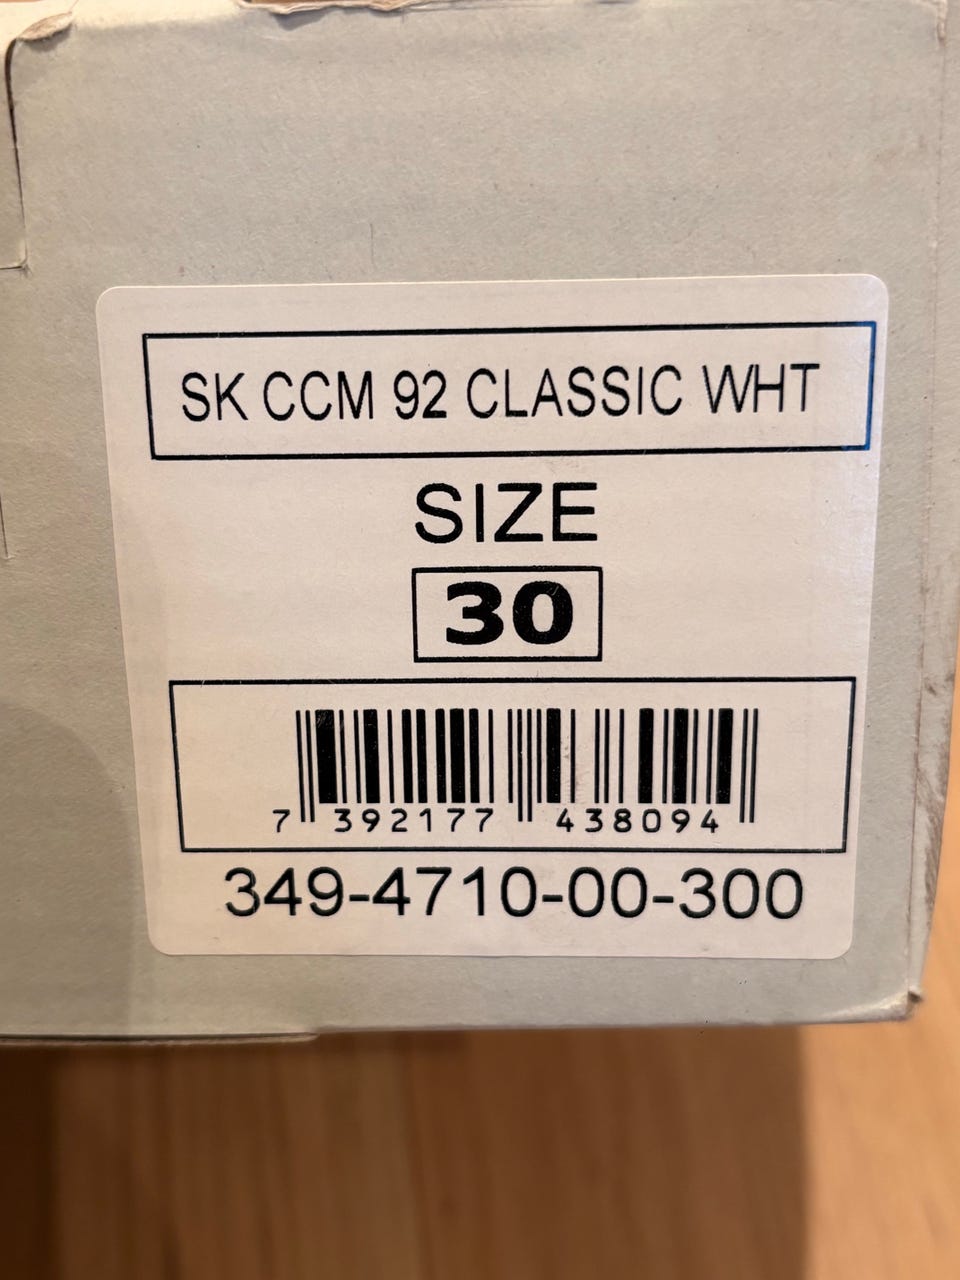 SK CCM 92 CLASSIC WHT
SIZE
30
7 392177 438094
349-4710-00-300